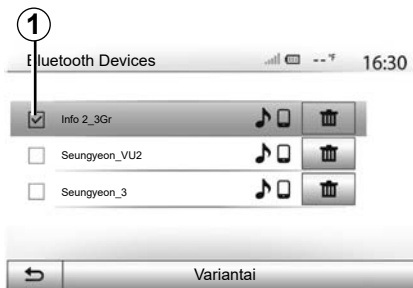 1
Bluetooth Devices -- °F 16:30
Info 2_3Gr
Seungyeon_VU2
Seungyeon_3
Variantai